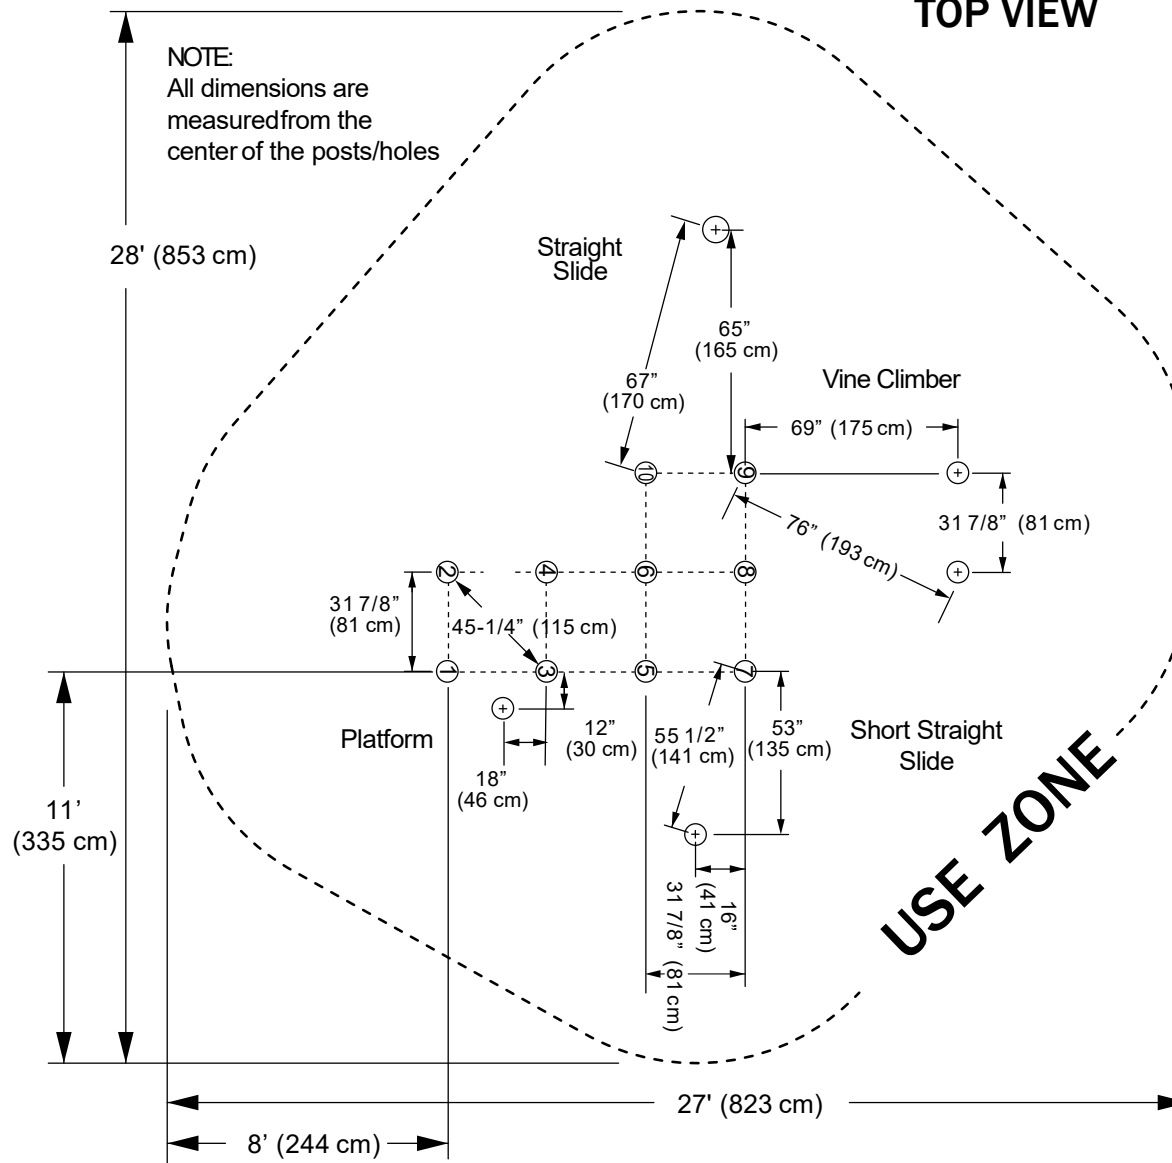 TOP VIEW
NOTE:
All dimensions are
measured from the
center of the posts/holes
28' (853 cm)
Straight
Slide
65”
(165 cm)
67”
(170 cm)
Vine Climber
69” (175 cm)
10
9
31 7/8” (81 cm)
76” (193 cm)
2
4
6
8
31 7/8”
(81 cm)
45-1/4” (115 cm)
1
3
5
7
Platform
12”
(30 cm)
18”
(46 cm)
55 1/2”
(141 cm)
53”
(135 cm)
Short Straight
Slide
11’
(335 cm)
16”
(41 cm)
31 7/8” (81 cm)
USE ZONE
27' (823 cm)
8’ (244 cm)